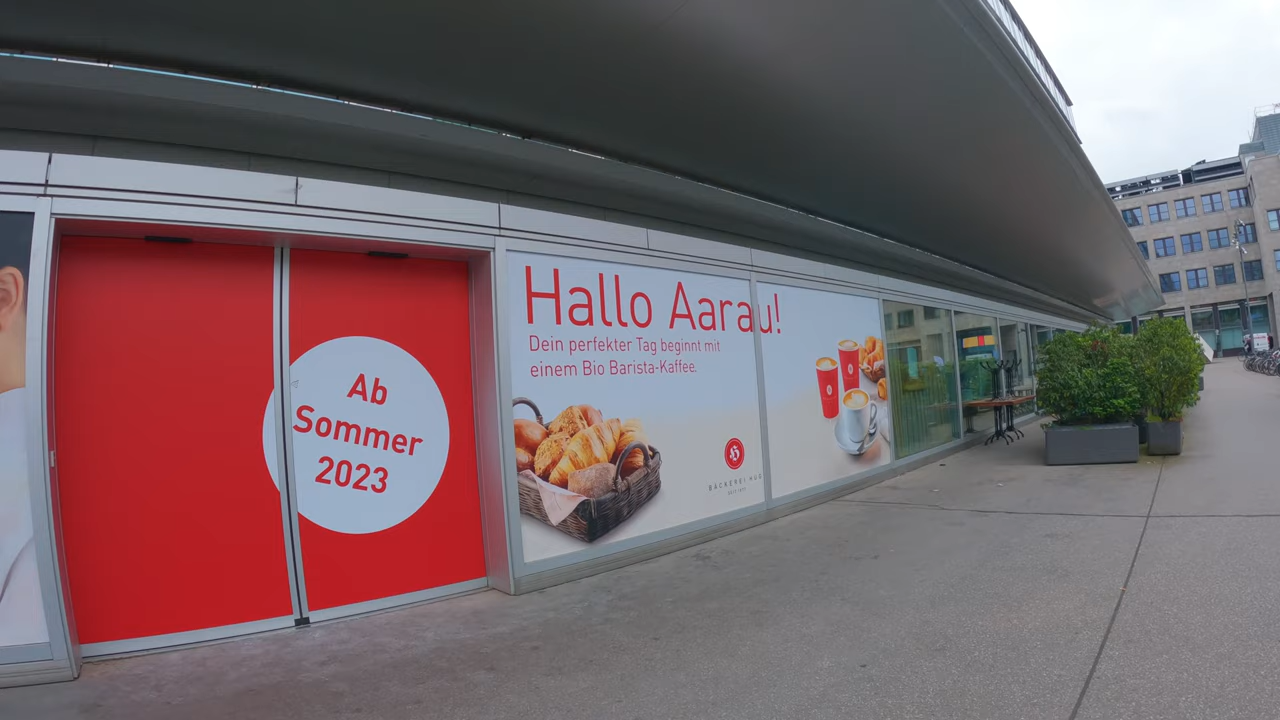 Ab
Sommer
2023
Hallo Aarau!
Dein perfekter Tag beginnt mit
einem Bio Barista-Kaffee.
BÄCKEREI HUG